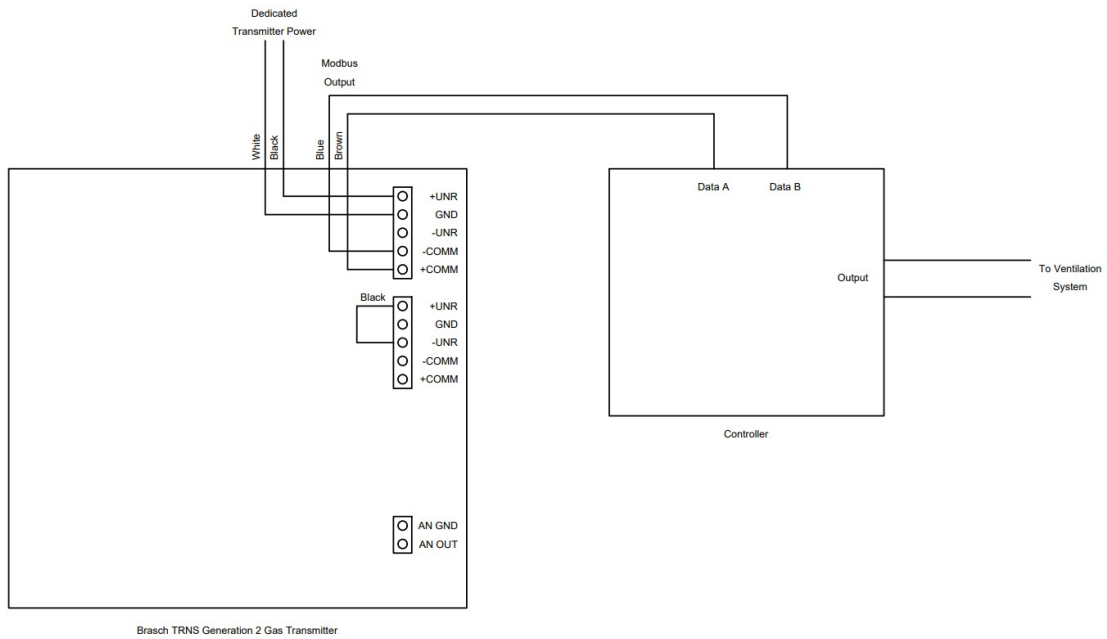 Dedicated
Transmitter Power
Modbus
Output
White
Black
Blue
Brown
+UNR
GND
-UNR
-COMM
+COMM
Black
+UNR
GND
-UNR
-COMM
+COMM
AN GND
AN OUT
Brasch TRNS Generation 2 Gas Transmitter
Data A
Data B
Output
Controller
To Ventilation
System